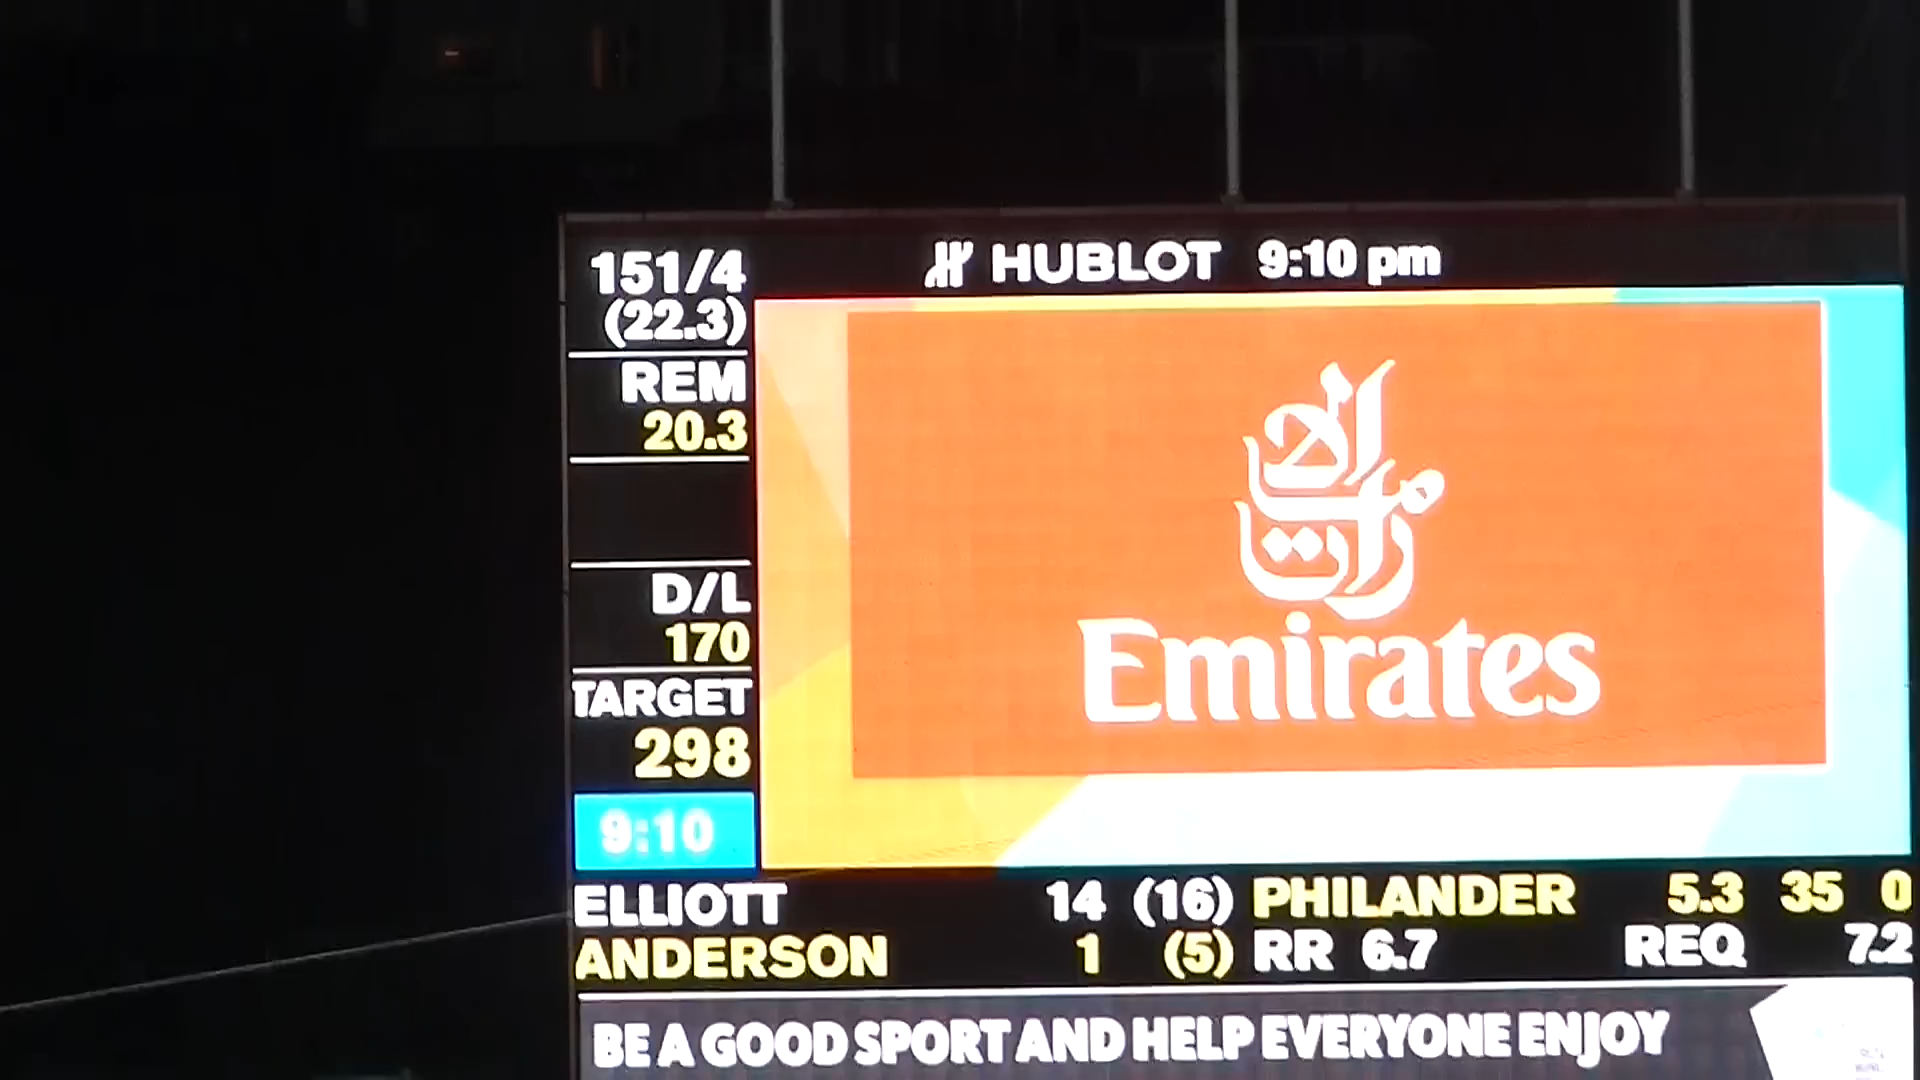 HUBLOT 9:10 pm
151/4
(22.3)
REM
20.3
D/L
170
TARGET
298
9:10
الإمارات
Emirates
ELLIOTT 14 (16) PHILANDER 5.3 35 0
ANDERSON 1 (5) RR 6.7 REQ 7.2
BE A GOOD SPORT AND HELP EVERYONE ENJOY